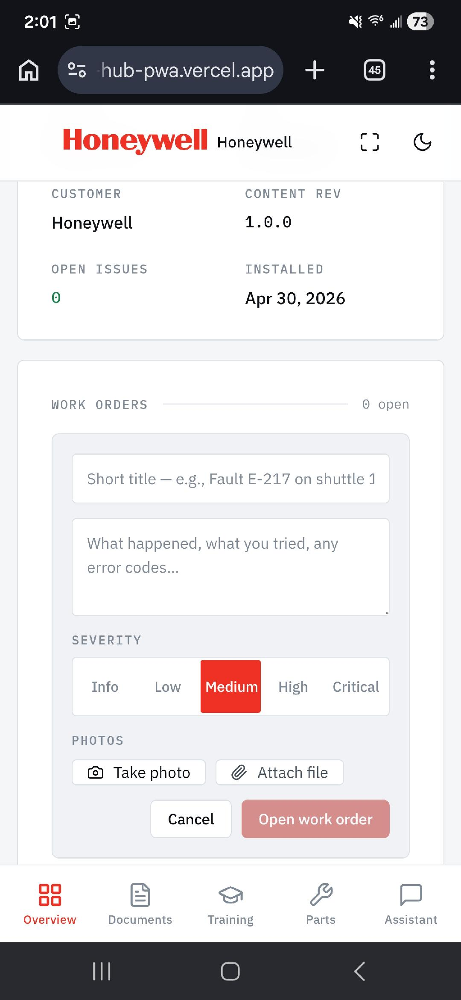 2:01 73
-hub-pwa.vercel.app 45
Honeywell Honeywell
CUSTOMER CONTENT REV
Honeywell 1.0.0
OPEN ISSUES INSTALLED
0 Apr 30, 2026
WORK ORDERS 0 open
Short title — e.g., Fault E-217 on shuttle 1
What happened, what you tried, any
error codes...
SEVERITY
Info Low Medium High Critical
PHOTOS
Take photo Attach file
Cancel Open work order
Overview Documents Training Parts Assistant